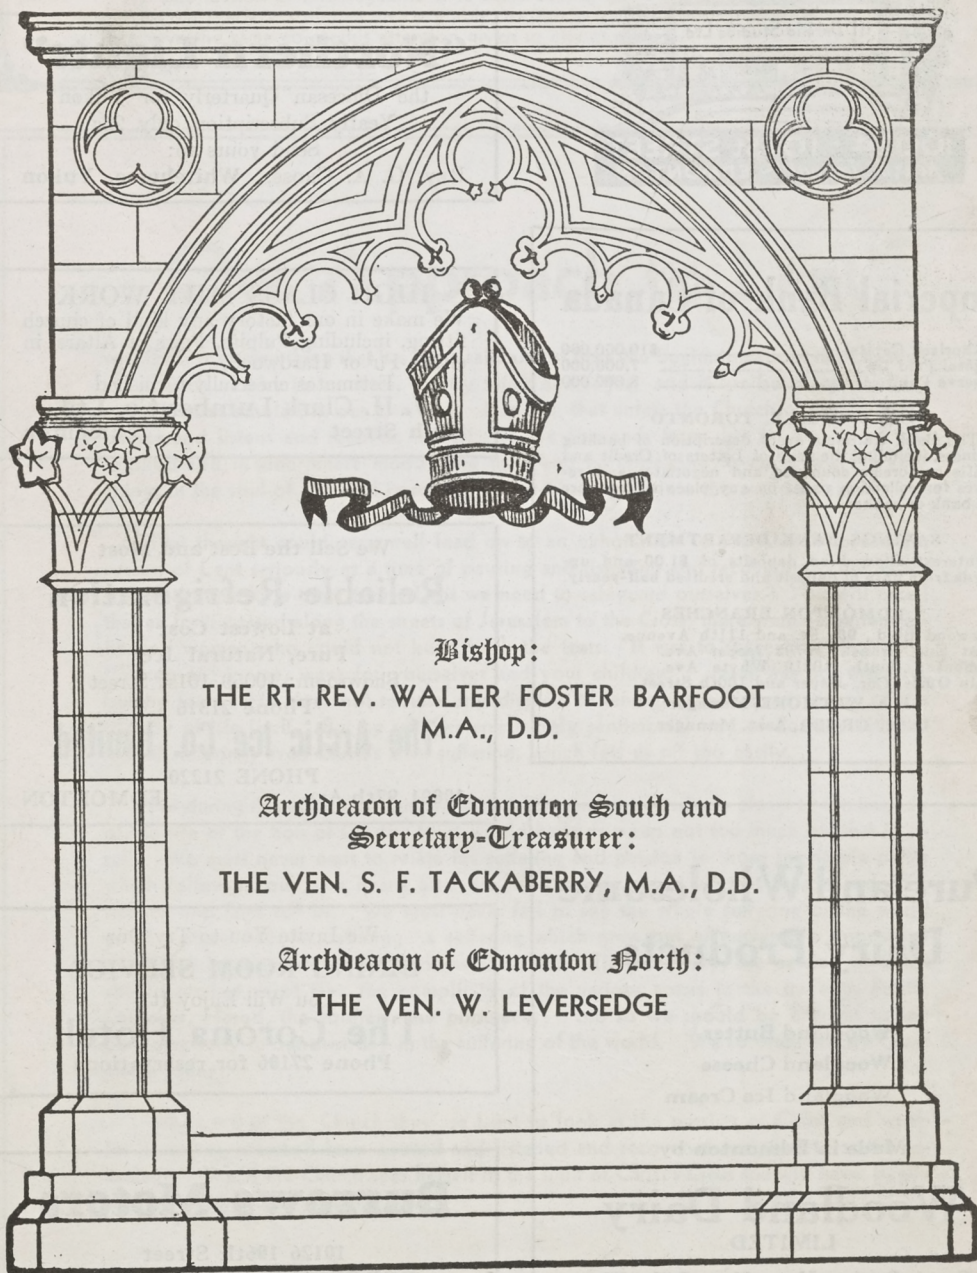 Bishop:
THE RT. REV. WALTER FOSTER BARFOOT
M.A., D.D.
Archdeacon of Edmonton South and
Secretary-Treasurer:
THE VEN. S. F. TACKABERRY, M.A., D.D.
Archdeacon of Edmonton North:
THE VEN. W. LEVERSEDGE